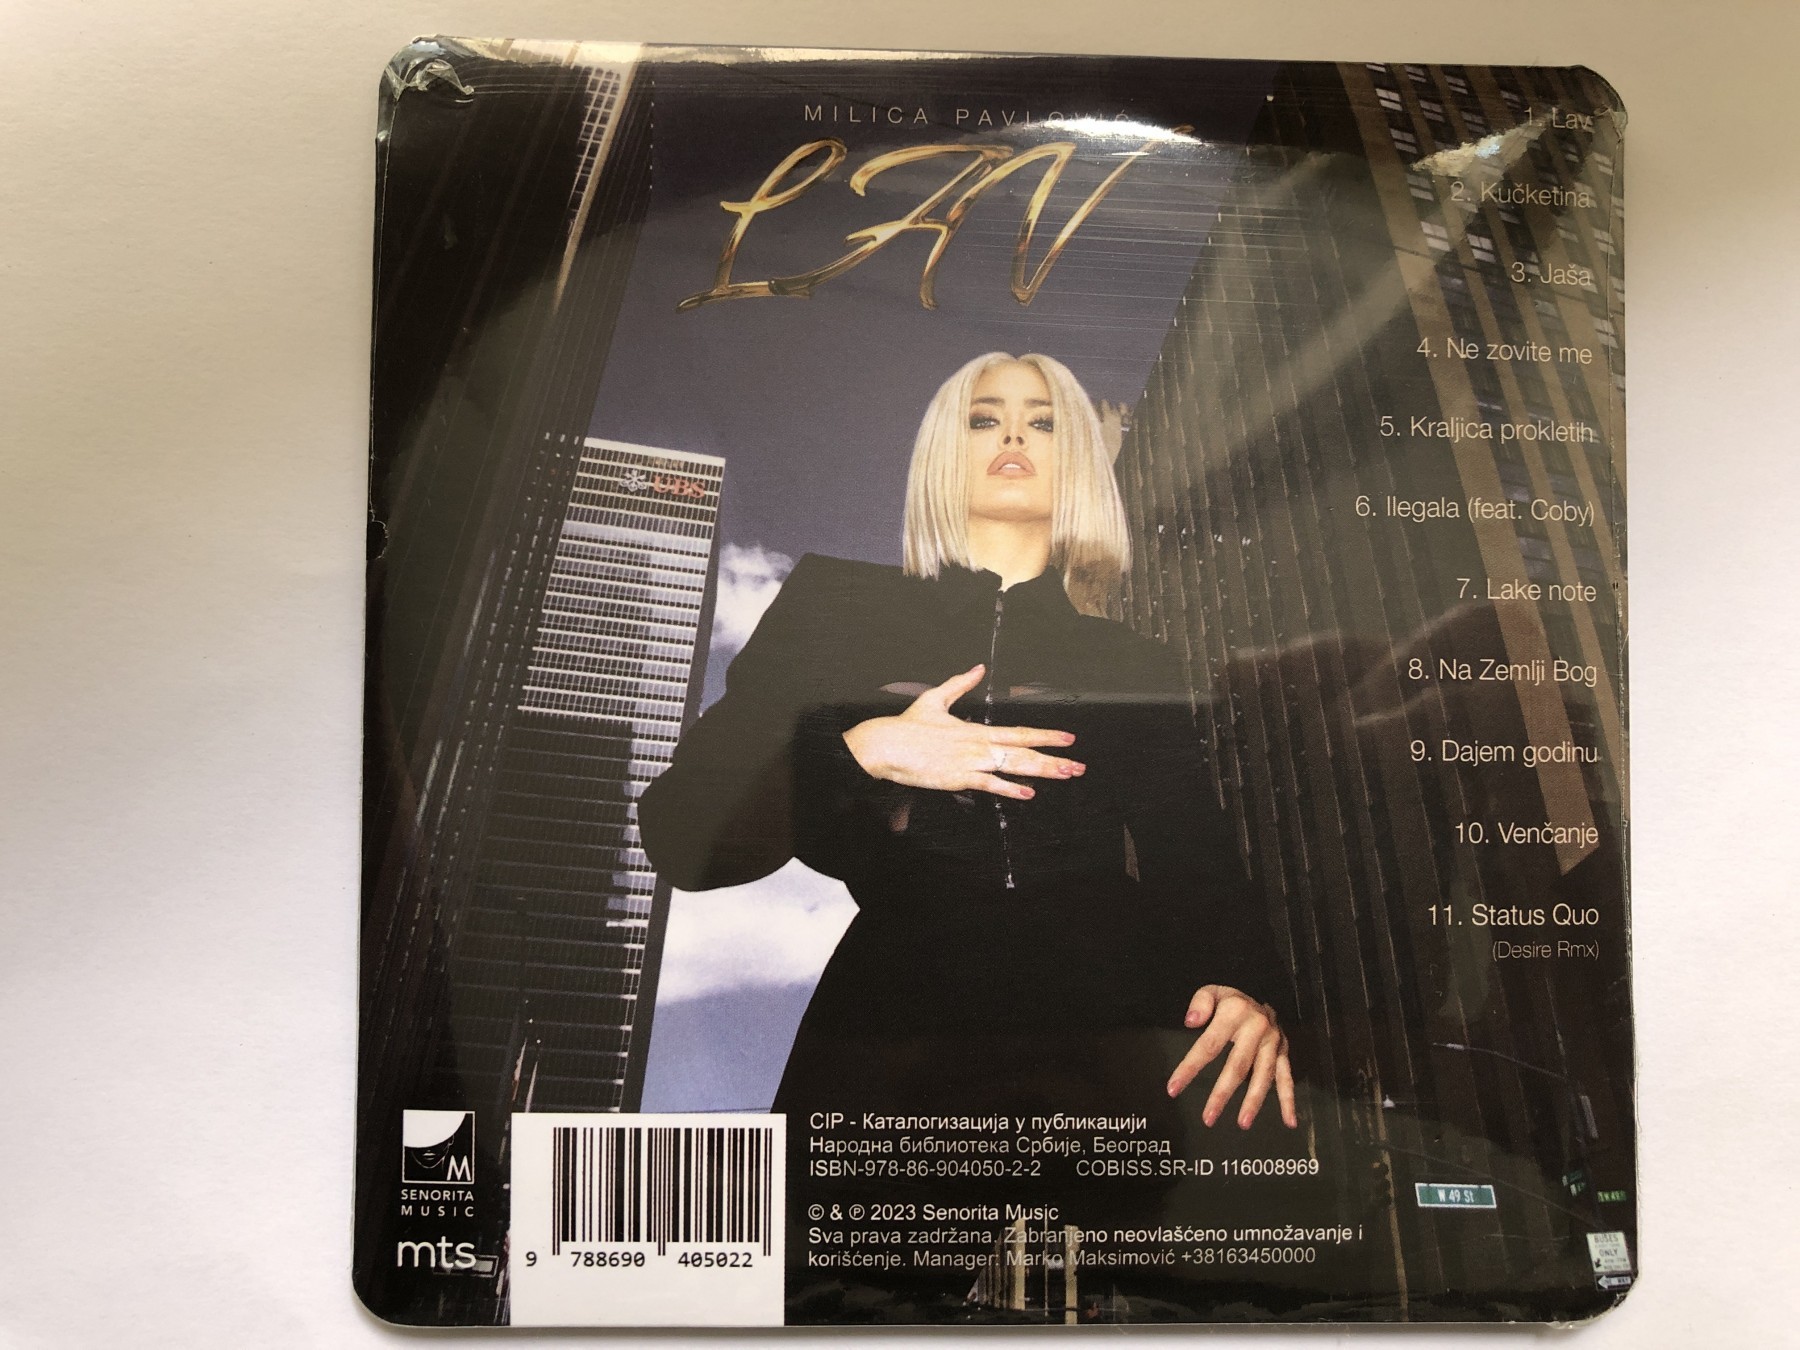 MILICA PAVLOVIĆ
LAV
1. Lav
2. Kučketina
3. Jaša
4. Ne zovite me
5. Kraljica prokletih
6. Ilegala (feat. Coby)
7. Lake note
8. Na Zemlji Bog
9. Dajem godinu
10. Venčanje
11. Status Quo
(Desire Rmx)
UBS
M
SENORITA
MUSIC
mts
9 788690 405022
CIP - Каталогизација у публикацији
Народна библиотека Србије, Београд
ISBN-978-86-904050-2-2 COBISS.SR-ID 116008969
© & ℗ 2023 Senorita Music
Sva prava zadržana. Zabranjeno neovlašćeno umnožavanje i
korišćenje. Manager: Marko Maksimović +38163450000
W 49 St
BUSES
ONLY